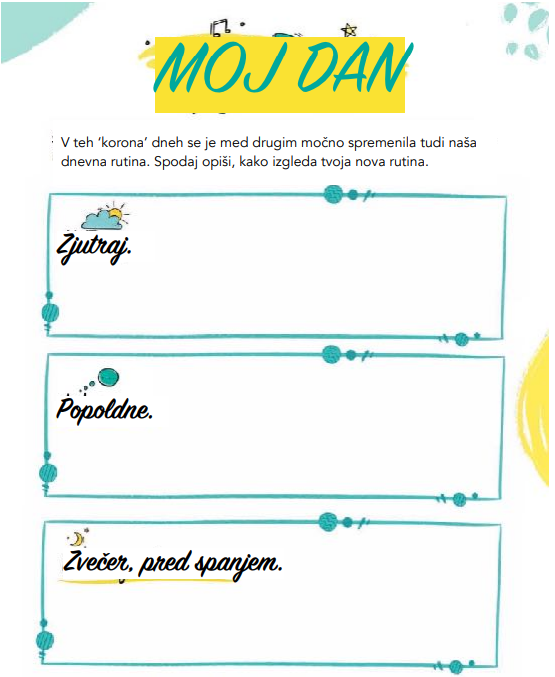 MOJ DAN
V teh ‘korona’ dneh se je med drugim močno spremenila tudi naša
dnevna rutina. Spodaj opiši, kako izgleda tvoja nova rutina.
Zjutraj.
Popoldne.
Zvečer, pred spanjem.